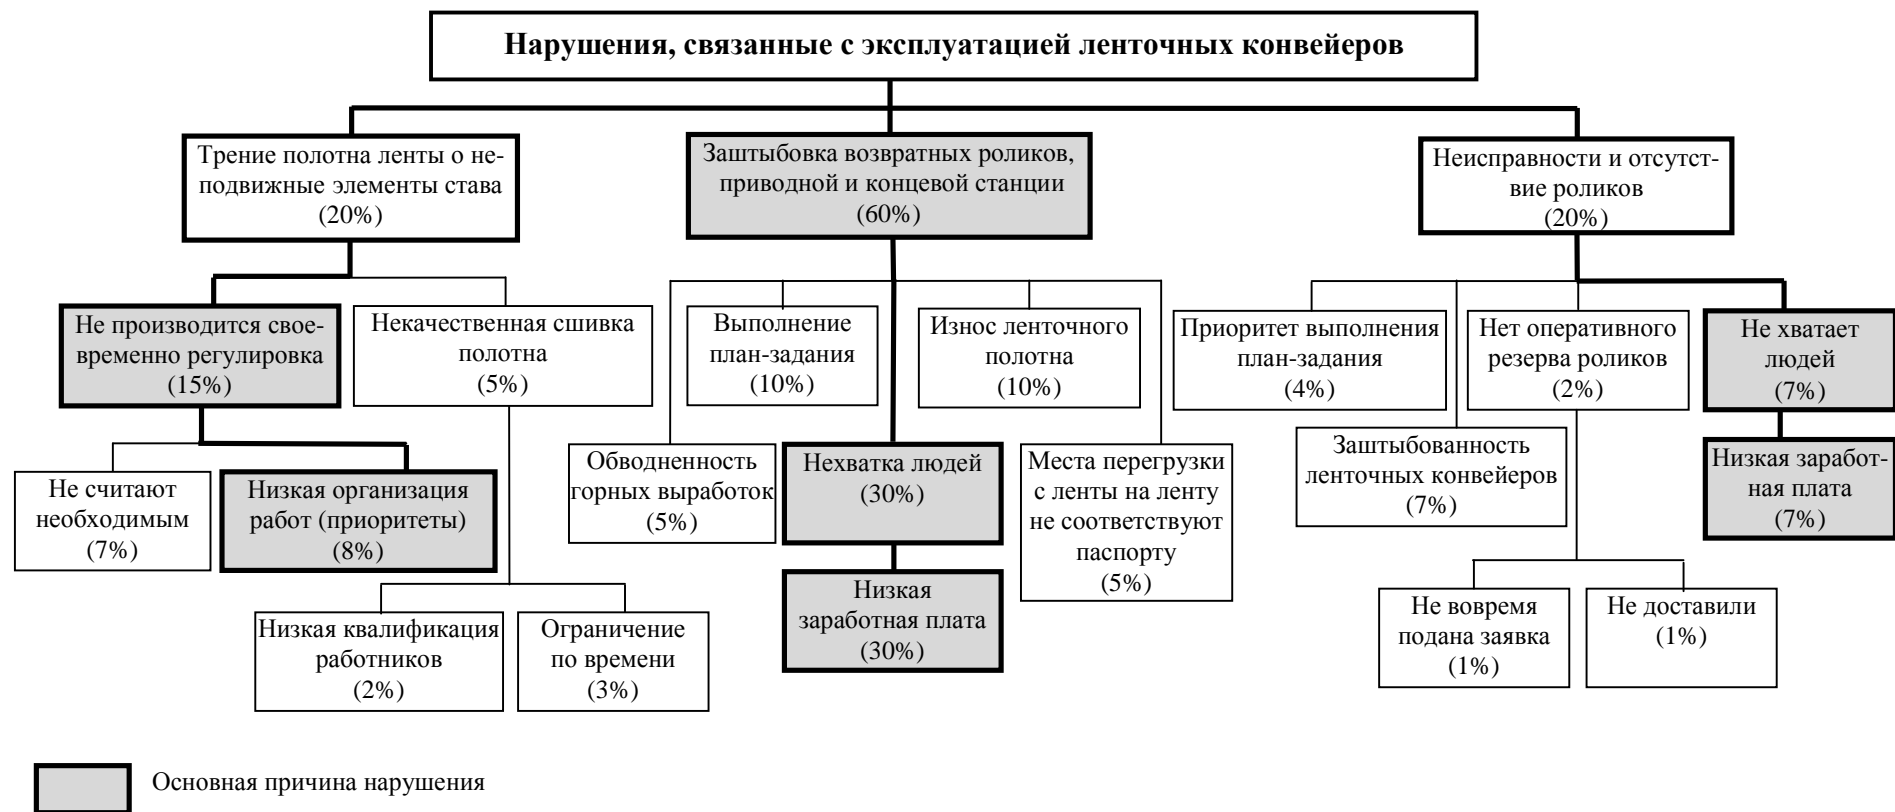 Нарушения, связанные с эксплуатацией ленточных конвейеров
Трение полотна ленты о не-
подвижные элементы става
(20%)
Заштыбовка возвратных роликов,
приводной и концевой станции
(60%)
Неисправности и отсутст-
вие роликов
(20%)
Не производится свое-
временно регулировка
(15%)
Некачественная сшивка
полотна
(5%)
Выполнение
план-задания
(10%)
Износ ленточного
полотна
(10%)
Приоритет выполнения
план-задания
(4%)
Нет оперативного
резерва роликов
(2%)
Не хватает
людей
(7%)
Не считают
необходимым
(7%)
Низкая организация
работ (приоритеты)
(8%)
Обводненность
горных выработок
(5%)
Нехватка людей
(30%)
Места перегрузки
с ленты на ленту
не соответствуют
паспорту
(5%)
Заштыбованность
ленточных конвейеров
(7%)
Низкая заработ-
ная плата
(7%)
Низкая квалификация
работников
(2%)
Ограничение
по времени
(3%)
Низкая
заработная плата
(30%)
Не вовремя
подана заявка
(1%)
Не доставили
(1%)
Основная причина нарушения